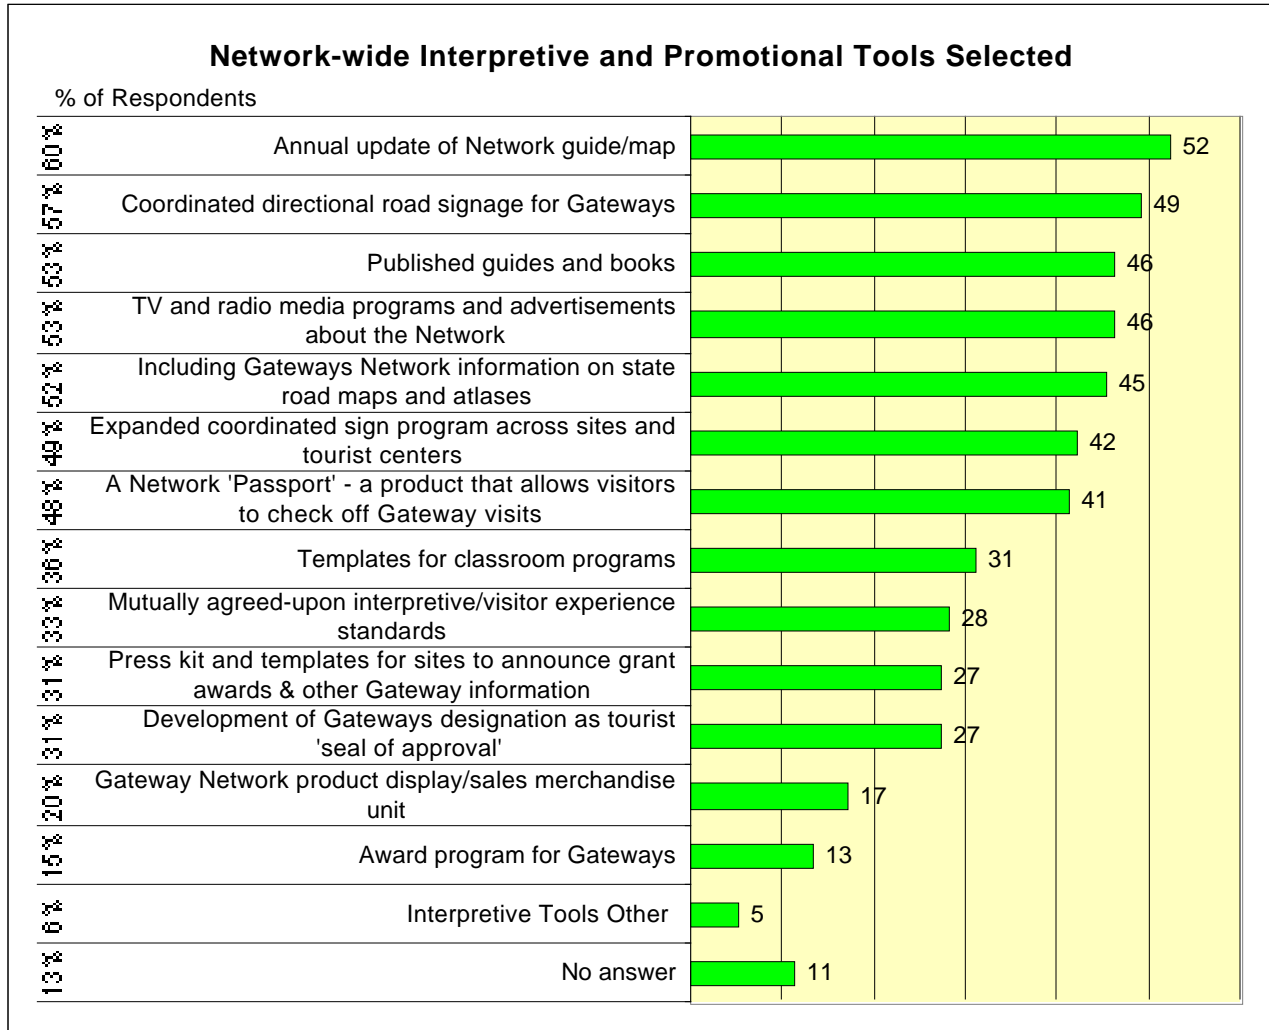 Network-wide Interpretive and Promotional Tools Selected
% of Respondents
60%
Annual update of Network guide/map
52
57%
Coordinated directional road signage for Gateways
49
53%
Published guides and books
46
53%
TV and radio media programs and advertisements
about the Network
46
52%
Including Gateways Network information on state
road maps and atlases
45
49%
Expanded coordinated sign program across sites and
tourist centers
42
48%
A Network 'Passport' - a product that allows visitors
to check off Gateway visits
41
36%
Templates for classroom programs
31
33%
Mutually agreed-upon interpretive/visitor experience
standards
28
31%
Press kit and templates for sites to announce grant
awards & other Gateway information
27
31%
Development of Gateways designation as tourist
'seal of approval'
27
20%
Gateway Network product display/sales merchandise
unit
17
15%
Award program for Gateways
13
6%
Interpretive Tools Other
5
13%
No answer
11